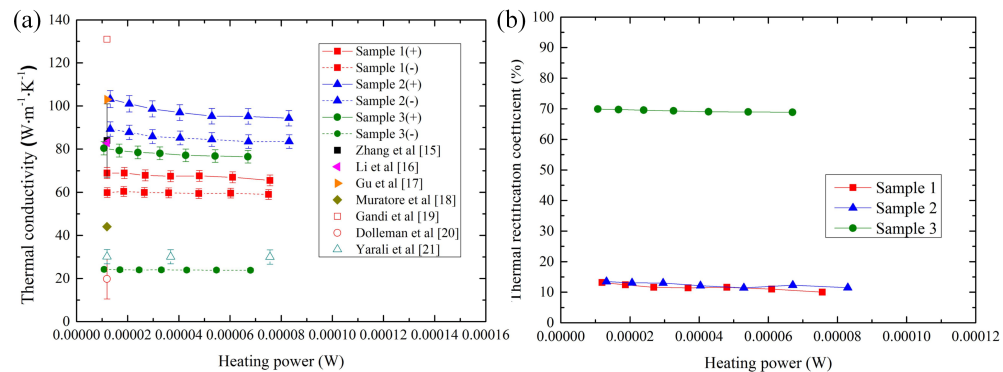 (a)
Thermal conductivity (W·m⁻¹·K⁻¹)
140
120
100
80
60
40
20
0
0.00000 0.00002 0.00004 0.00006 0.00008 0.00010 0.00012 0.00014 0.00016
Heating power (W)
Sample 1(+)
Sample 1(-)
Sample 2(+)
Sample 2(-)
Sample 3(+)
Sample 3(-)
Zhang et al [15]
Li et al [16]
Gu et al [17]
Muratore et al [18]
Gandi et al [19]
Dolleman et al [20]
Yarali et al [21]
(b)
Thermal rectification coefficient (%)
100
90
80
70
60
50
40
30
20
10
0
0.00000 0.00002 0.00004 0.00006 0.00008 0.00010 0.00012
Heating power (W)
Sample 1
Sample 2
Sample 3